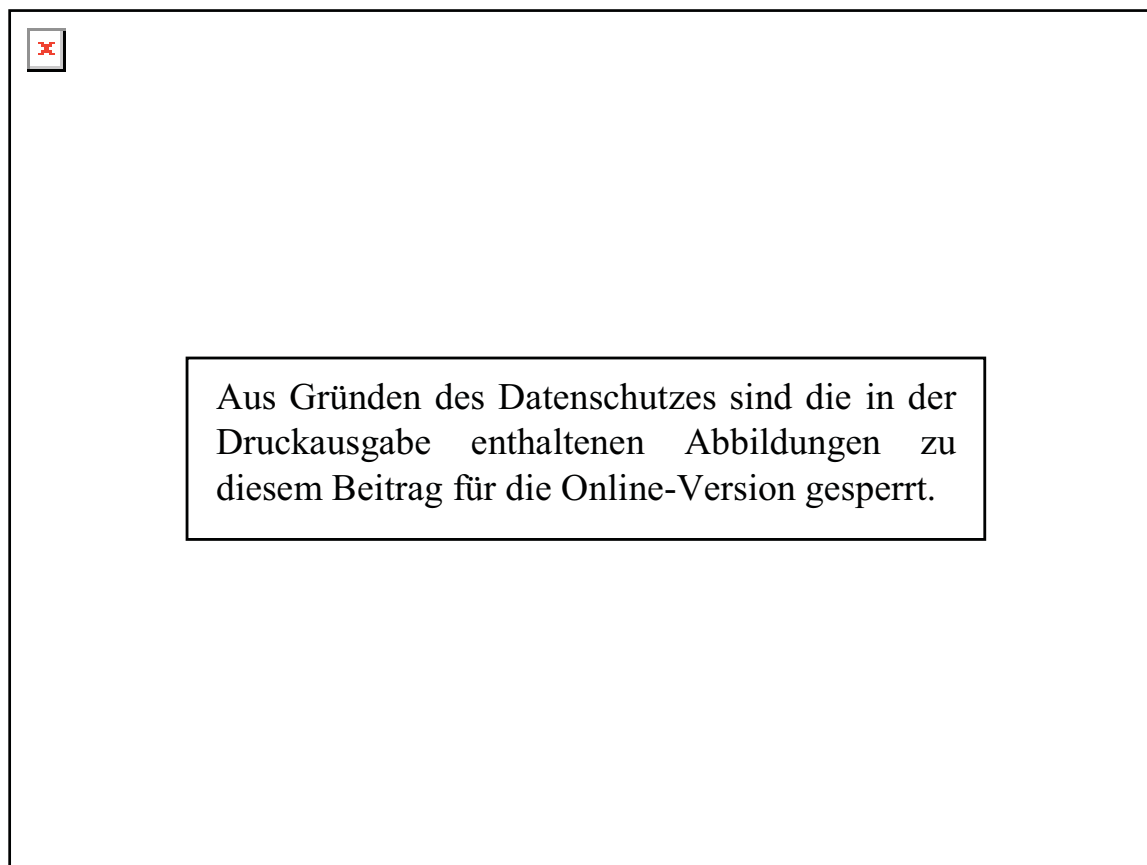 Aus Gründen des Datenschutzes sind die in der
Druckausgabe enthaltenen Abbildungen zu
diesem Beitrag für die Online-Version gesperrt.